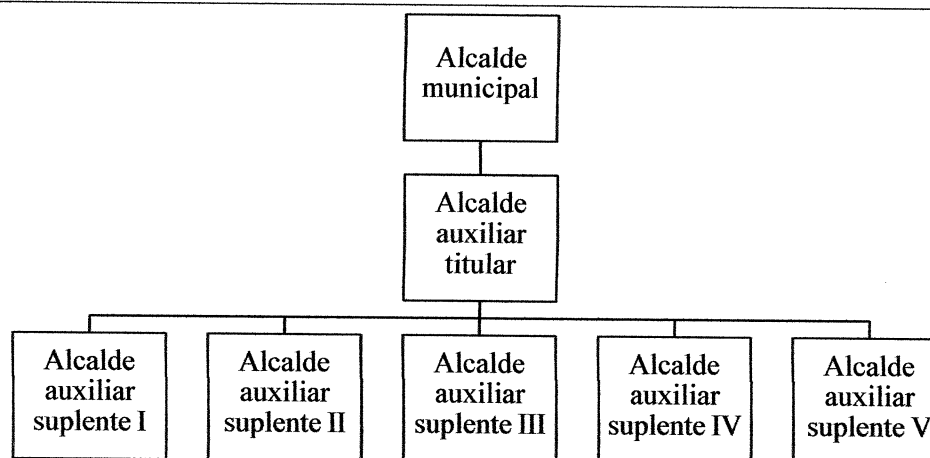 Alcalde
municipal
Alcalde
auxiliar
titular
Alcalde
auxiliar
suplente I
Alcalde
auxiliar
suplente II
Alcalde
auxiliar
suplente III
Alcalde
auxiliar
suplente IV
Alcalde
auxiliar
suplente V